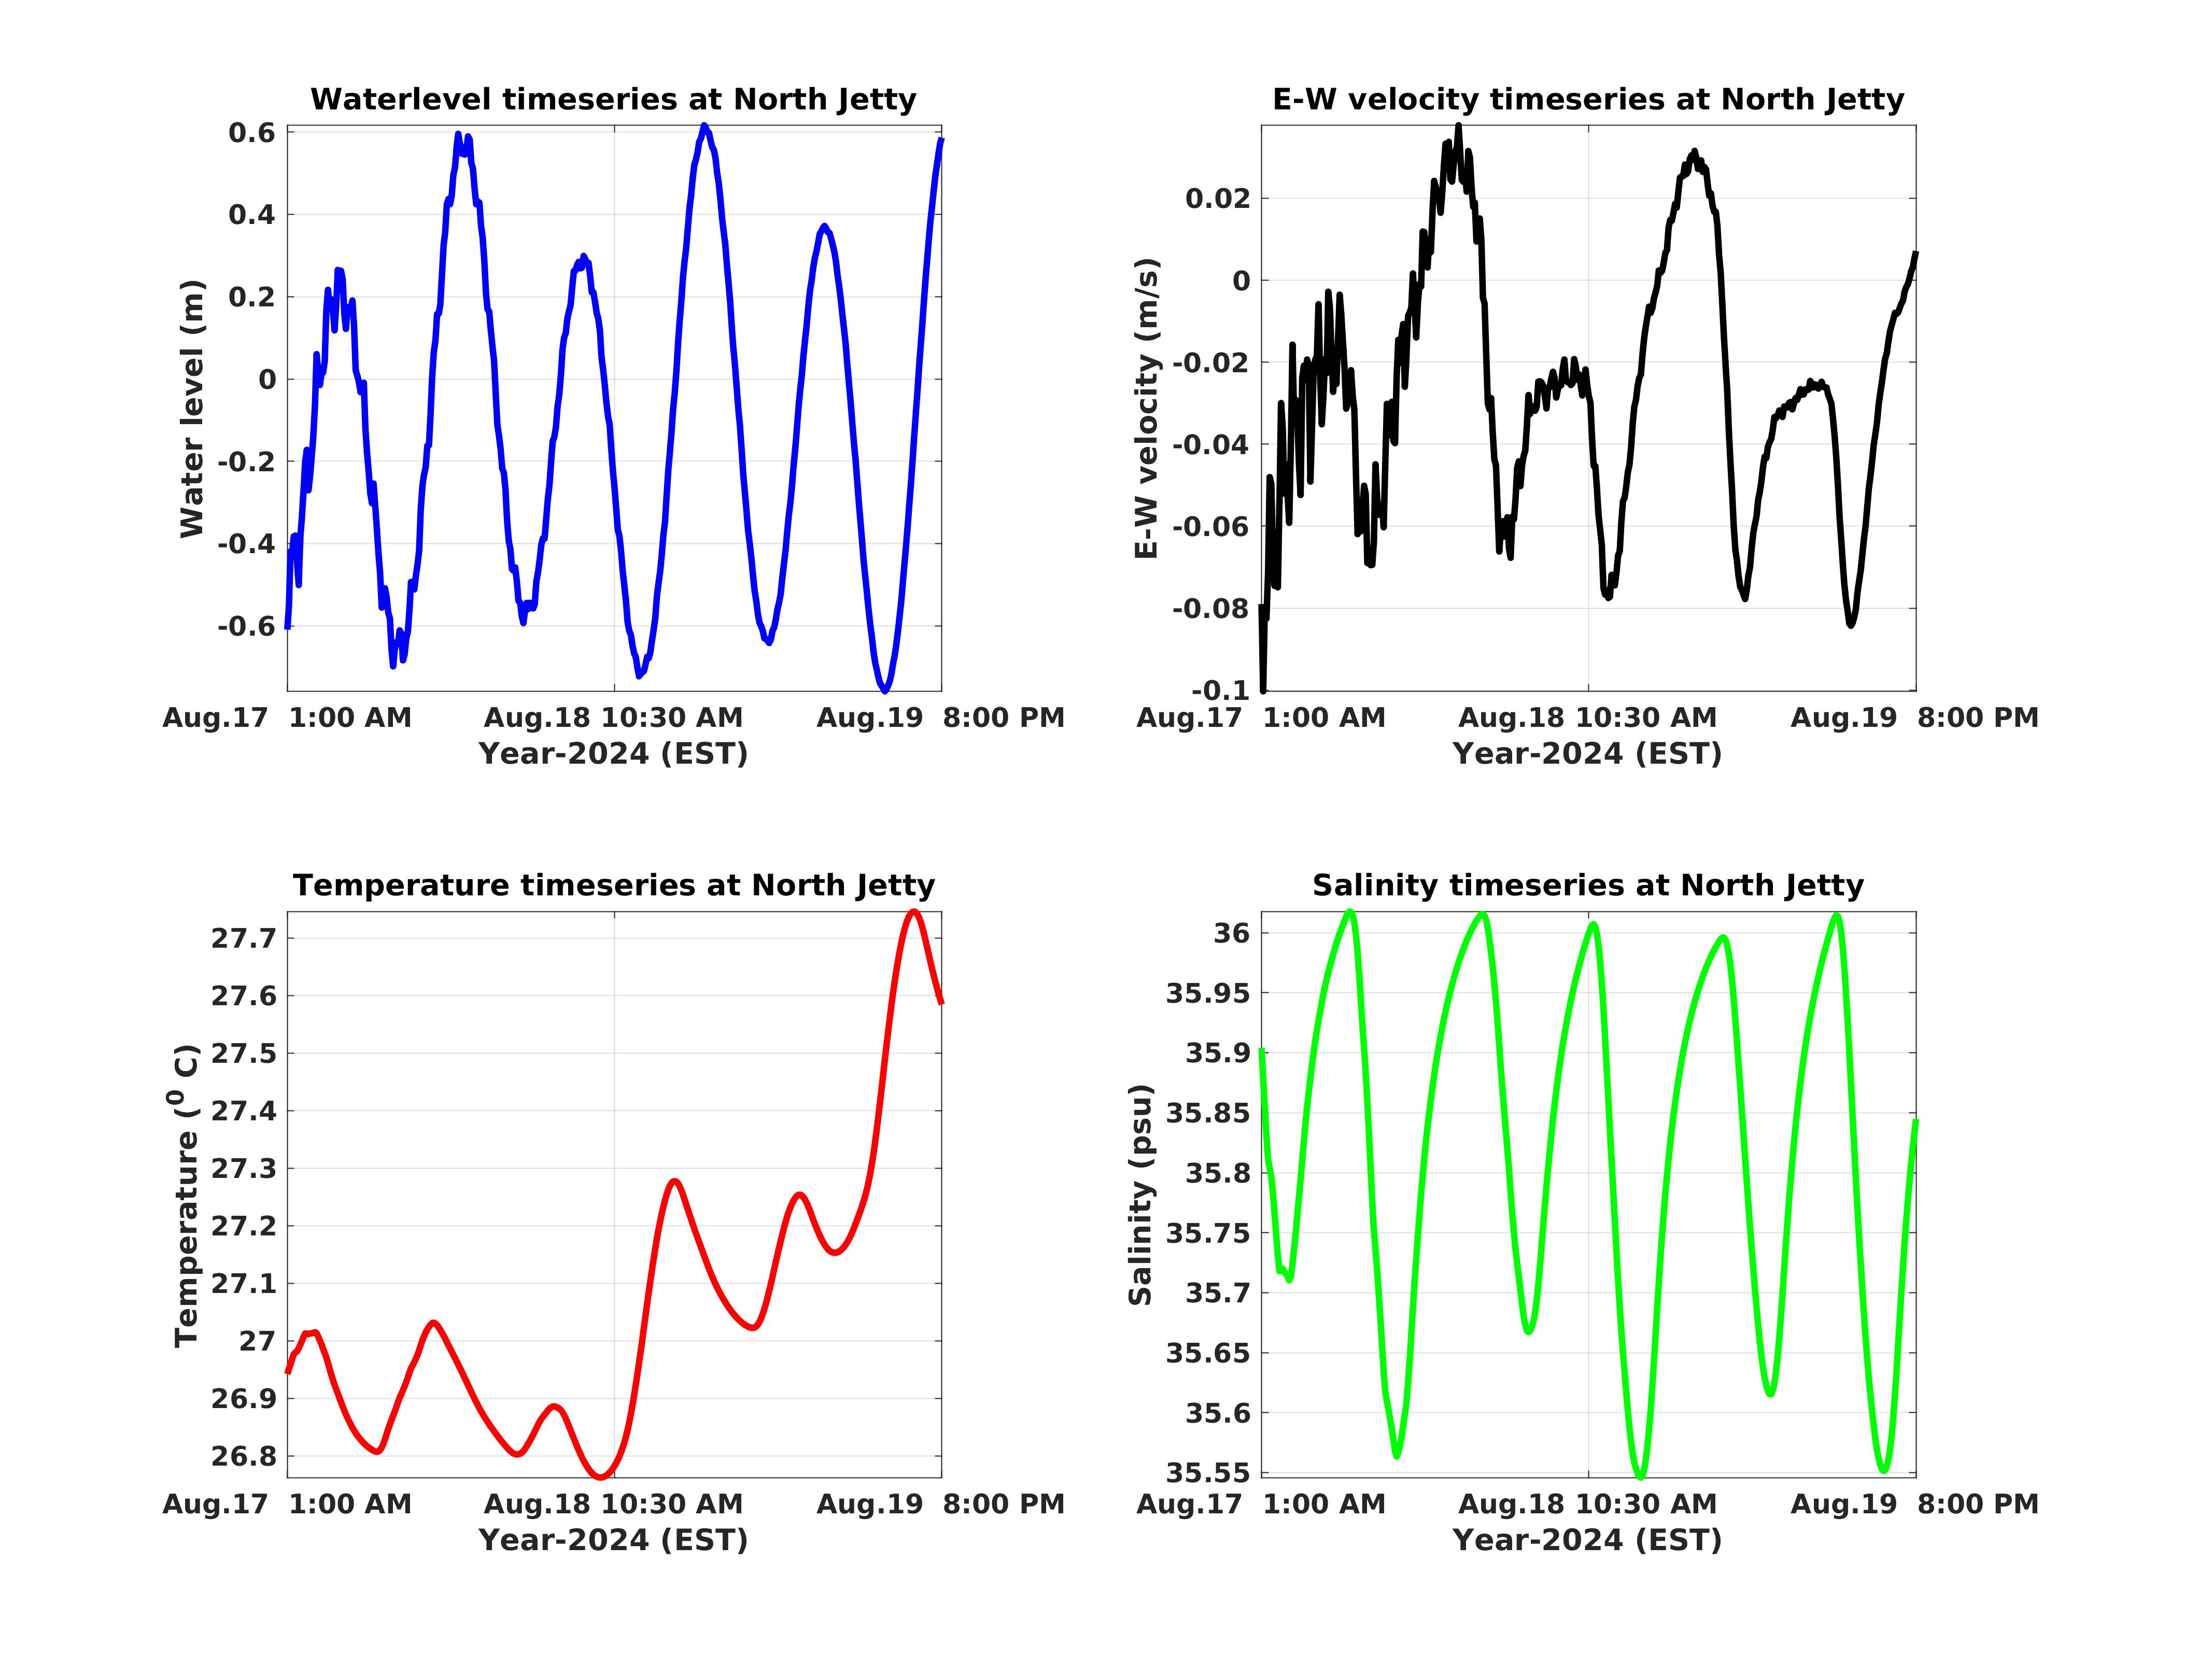 Waterlevel timeseries at North Jetty
0.6
0.4
0.2
0
-0.2
-0.4
-0.6
Water level (m)
Aug.17 1:00 AM Aug.18 10:30 AM Aug.19 8:00 PM
Year-2024 (EST)
E-W velocity timeseries at North Jetty
0.02
0
-0.02
-0.04
-0.06
-0.08
-0.1
E-W velocity (m/s)
Aug.17 1:00 AM Aug.18 10:30 AM Aug.19 8:00 PM
Year-2024 (EST)
Temperature timeseries at North Jetty
27.7
27.6
27.5
27.4
27.3
27.2
27.1
27
26.9
26.8
Temperature (⁰ C)
Aug.17 1:00 AM Aug.18 10:30 AM Aug.19 8:00 PM
Year-2024 (EST)
Salinity timeseries at North Jetty
36
35.95
35.9
35.85
35.8
35.75
35.7
35.65
35.6
35.55
Salinity (psu)
Aug.17 1:00 AM Aug.18 10:30 AM Aug.19 8:00 PM
Year-2024 (EST)